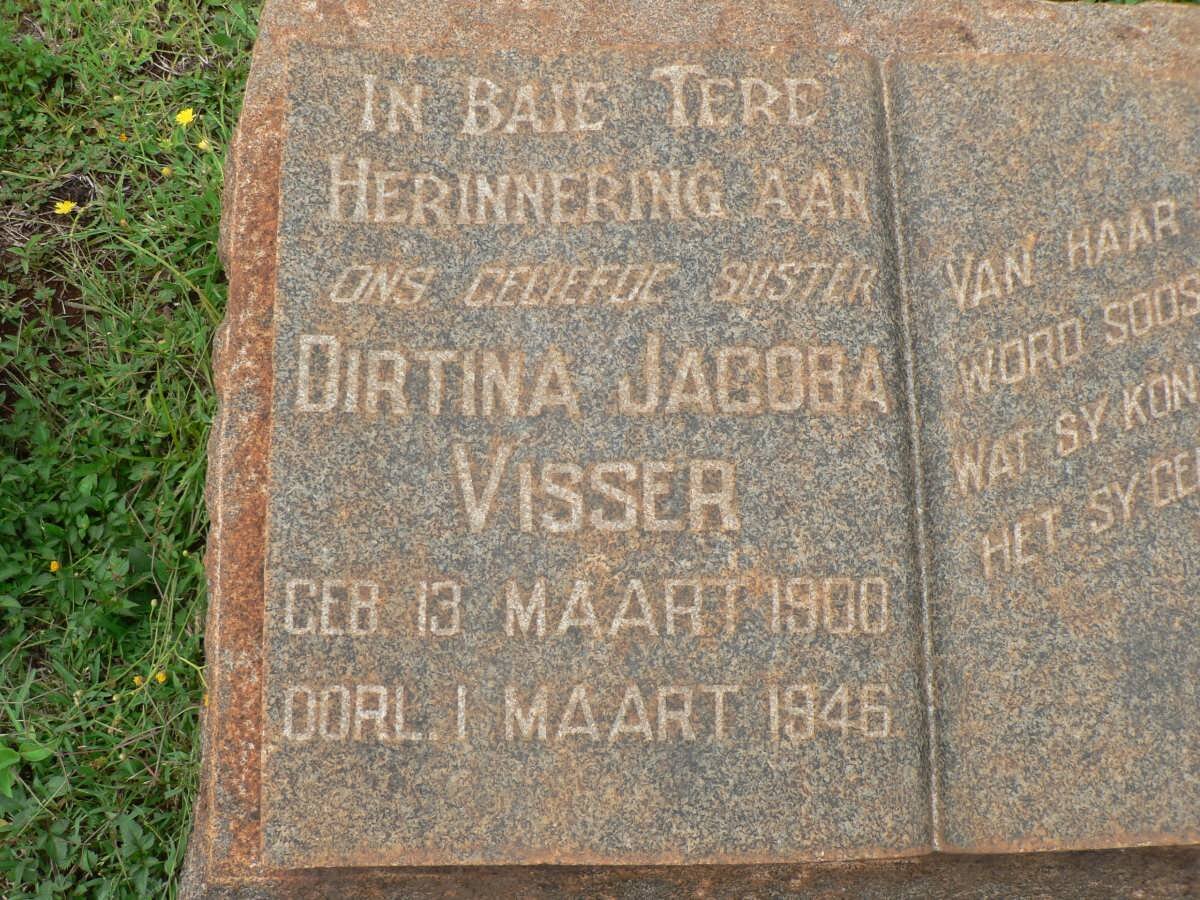 IN BAIE TERE
HERINNERING AAN
ONS GELIEFDE SUSTER
DIRTINA JACOBA
VISSER
GEB 13 MAART 1900
OORL. 1 MAART 1946.
VAN HAAR
WORD SOOS
WAT SY KON
HET SY